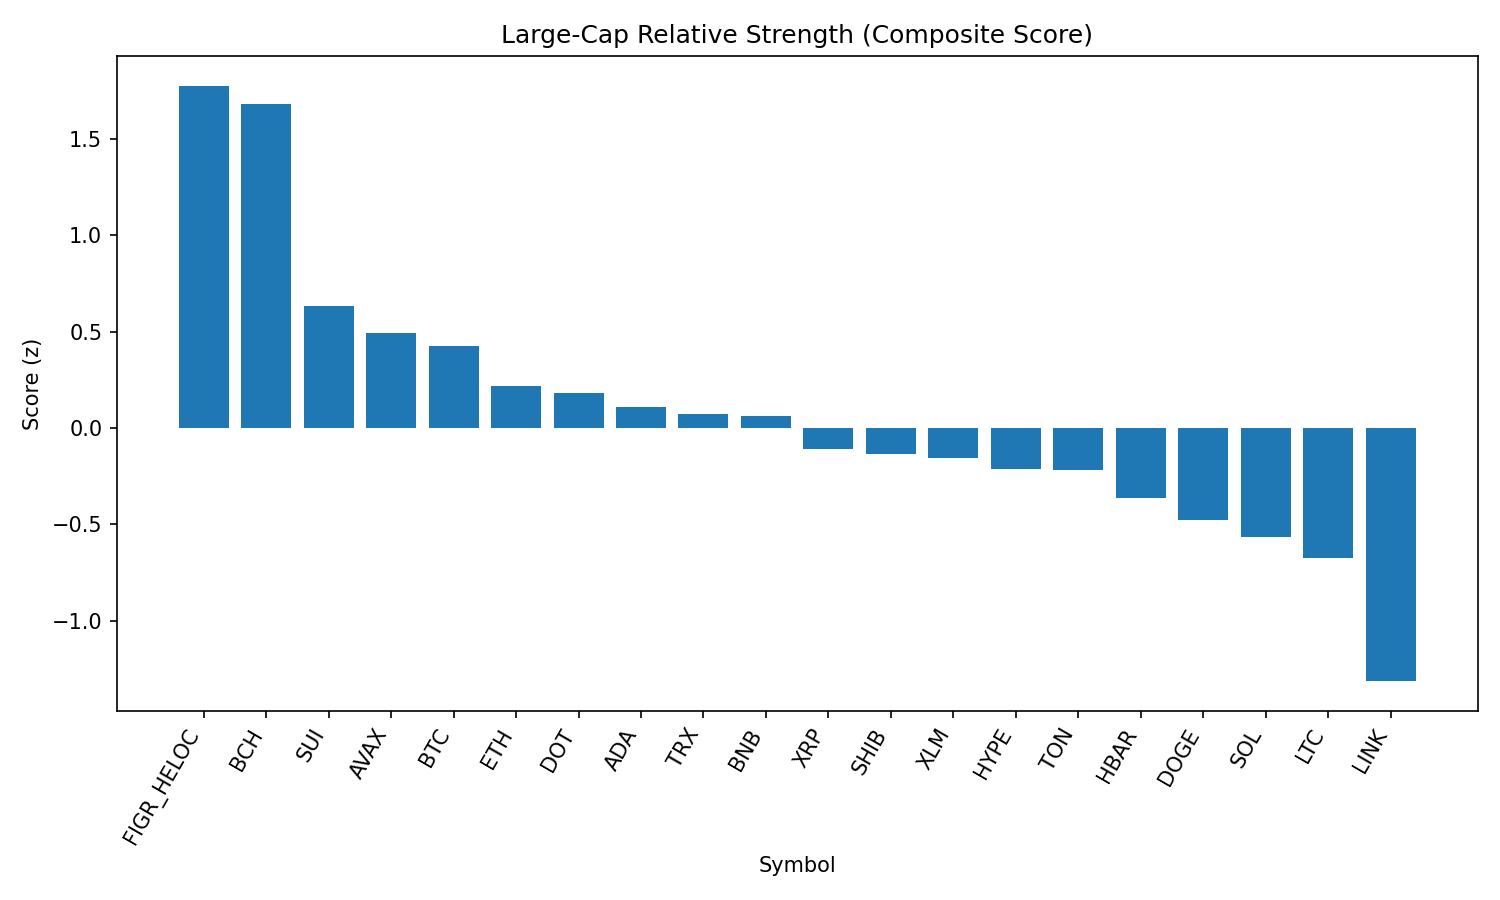 Large-Cap Relative Strength (Composite Score)
Score (z)
1.5
1.0
0.5
0.0
−0.5
−1.0
FIGR_HELOC
BCH
SUI
AVAX
BTC
ETH
DOT
ADA
TRX
BNB
XRP
SHIB
XLM
HYPE
TON
HBAR
DOGE
SOL
LTC
LINK
Symbol